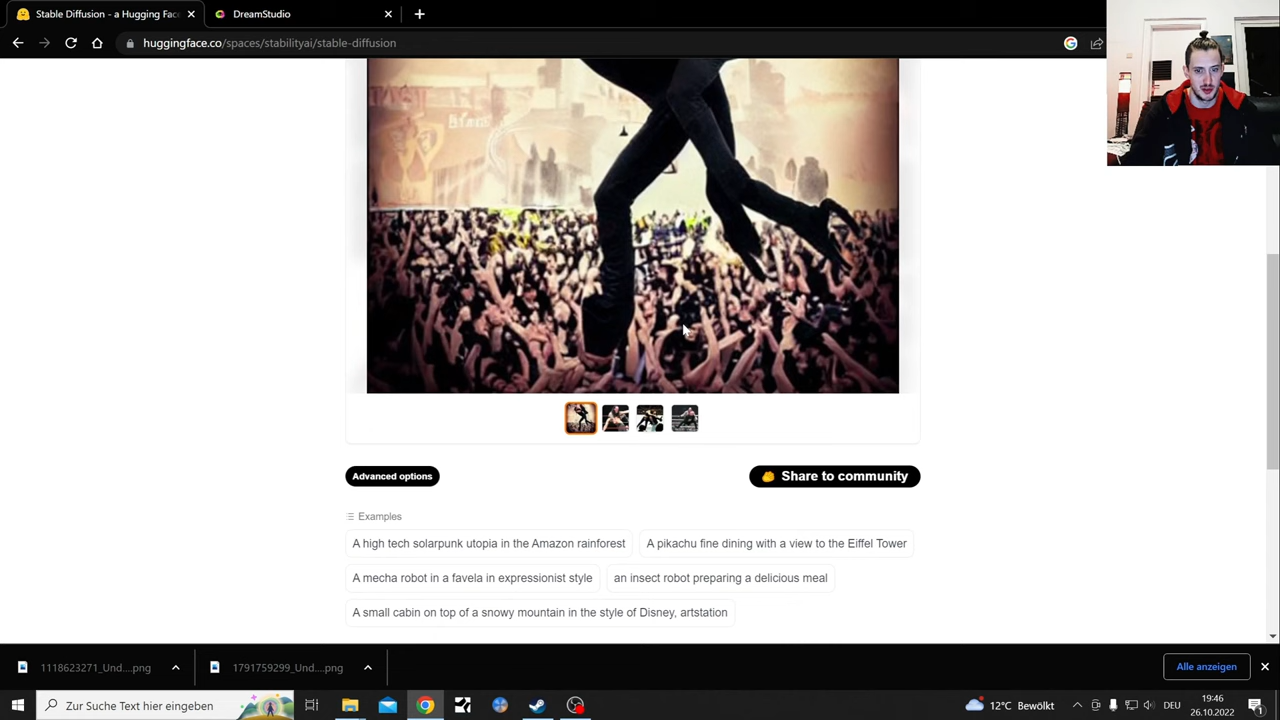 Stable Diffusion - a Hugging Fac
DreamStudio
huggingface.co/spaces/stabilityai/stable-diffusion
Advanced options
Share to community
Examples
A high tech solarpunk utopia in the Amazon rainforest
A pikachu fine dining with a view to the Eiffel Tower
A mecha robot in a favela in expressionist style
an insect robot preparing a delicious meal
A small cabin on top of a snowy mountain in the style of Disney, artstation
1118623271_Und....png
1791759299_Und....png
Alle anzeigen
Zur Suche Text hier eingeben
12°C Bewölkt
DEU
19:46
26.10.2022
1